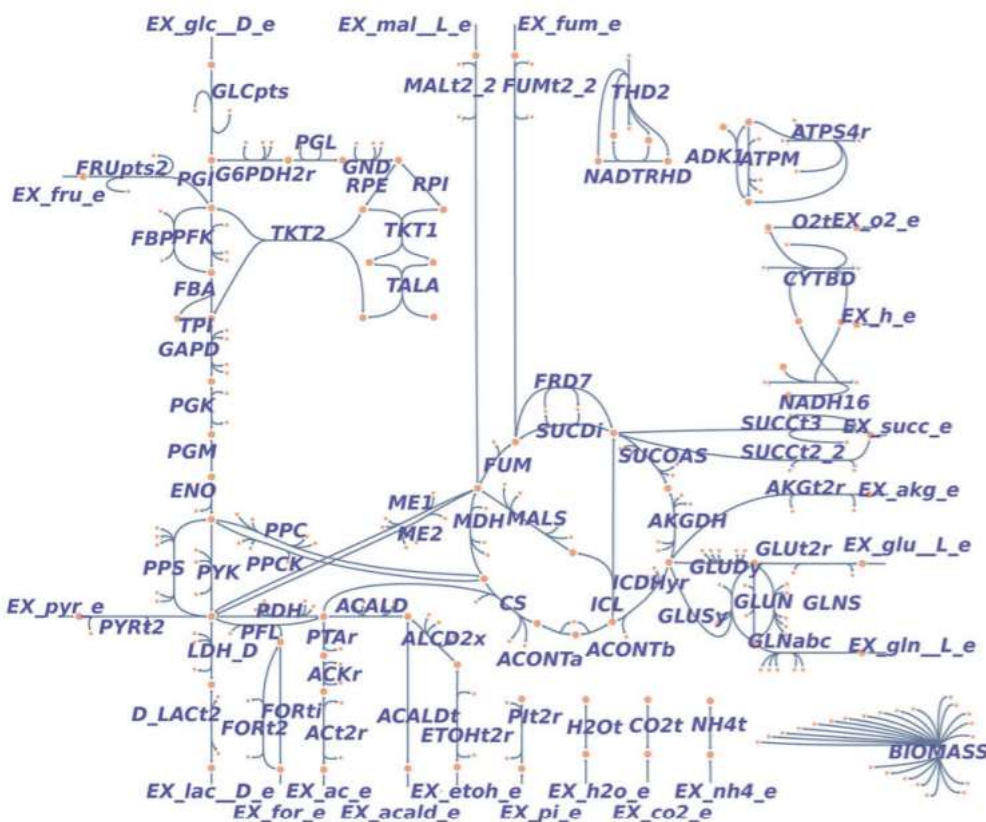 EX_glc__D_e
EX_mal__L_e
EX_fum_e
GLCpts
MALt2_2
FUMt2_2
THD2
ATPS4r
ADK1
ATPM
PGL
FRUpts2
PGI
G6PDH2r
GND
NADTRHD
EX_fru_e
RPE
RPI
O2t
EX_o2_e
FBP
PFK
TKT2
TKT1
CYTBD
FBA
TALA
EX_h_e
TPI
GAPD
FRD7
PGK
NADH16
SUCDi
SUCCt3
EX_succ_e
PGM
FUM
SUCOAS
SUCCt2_2
ENO
ME1
AKGt2r
EX_akg_e
MDH
MALS
AKGDH
PPC
ME2
GLUt2r
EX_glu__L_e
PPS
PYK
PPCK
GLUDy
ICDHyr
EX_pyr_e
PDH
ACALD
CS
ICL
GLUSy
GLUN
GLNS
PYRt2
PFL
PTAr
ALCD2x
LDH_D
ACONTa
ACONTb
GLNabc
EX_gln__L_e
ACKr
D_LACt2
FORti
ACALDt
PIt2r
FORt2
ACt2r
ETOHt2r
H2Ot
CO2t
NH4t
BIOMASS
EX_lac__D_e
EX_ac_e
EX_etoh_e
EX_h2o_e
EX_nh4_e
EX_for_e
EX_acald_e
EX_pi_e
EX_co2_e